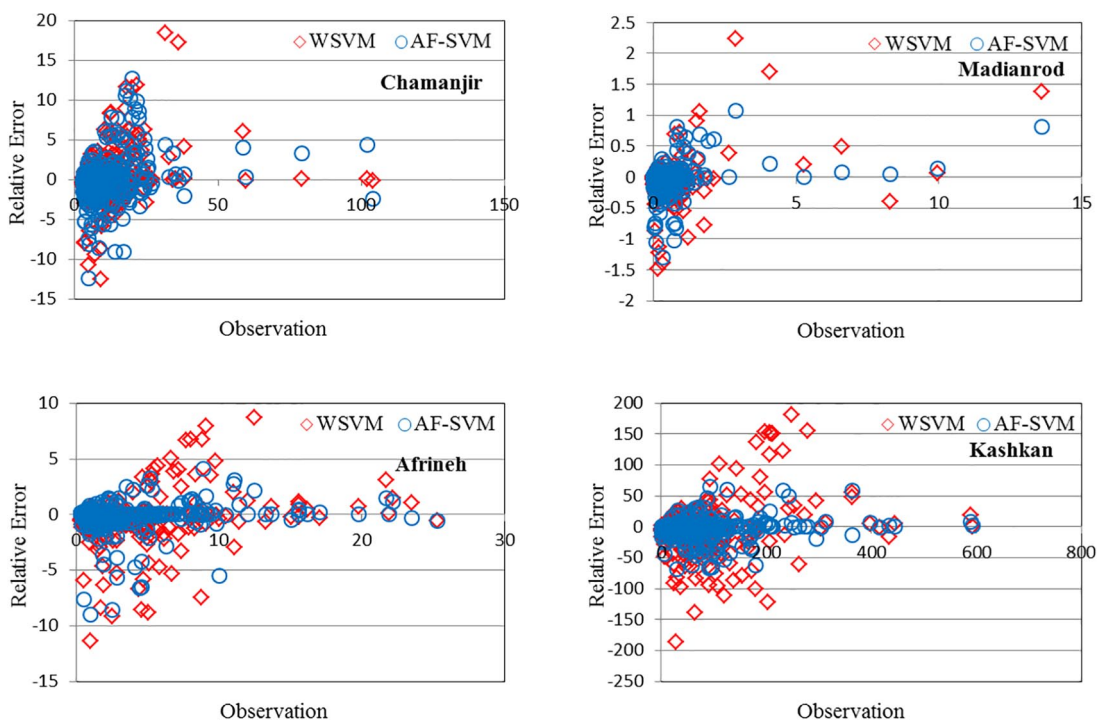 20
15
10
5
0
-5
-10
-15
0 50 100 150
WSVM AF-SVM
Chamanjir
Relative Error
Observation
2.5
2
1.5
1
0.5
0
-0.5
-1
-1.5
-2
0 5 10 15
WSVM AF-SVM
Madianrod
Relative Error
Observation
10
5
0
-5
-10
-15
0 10 20 30
WSVM AF-SVM
Afrineh
Relative Error
Observation
200
150
100
50
0
-50
-100
-150
-200
-250
0 200 400 600 800
WSVM AF-SVM
Kashkan
Relative Error
Observation